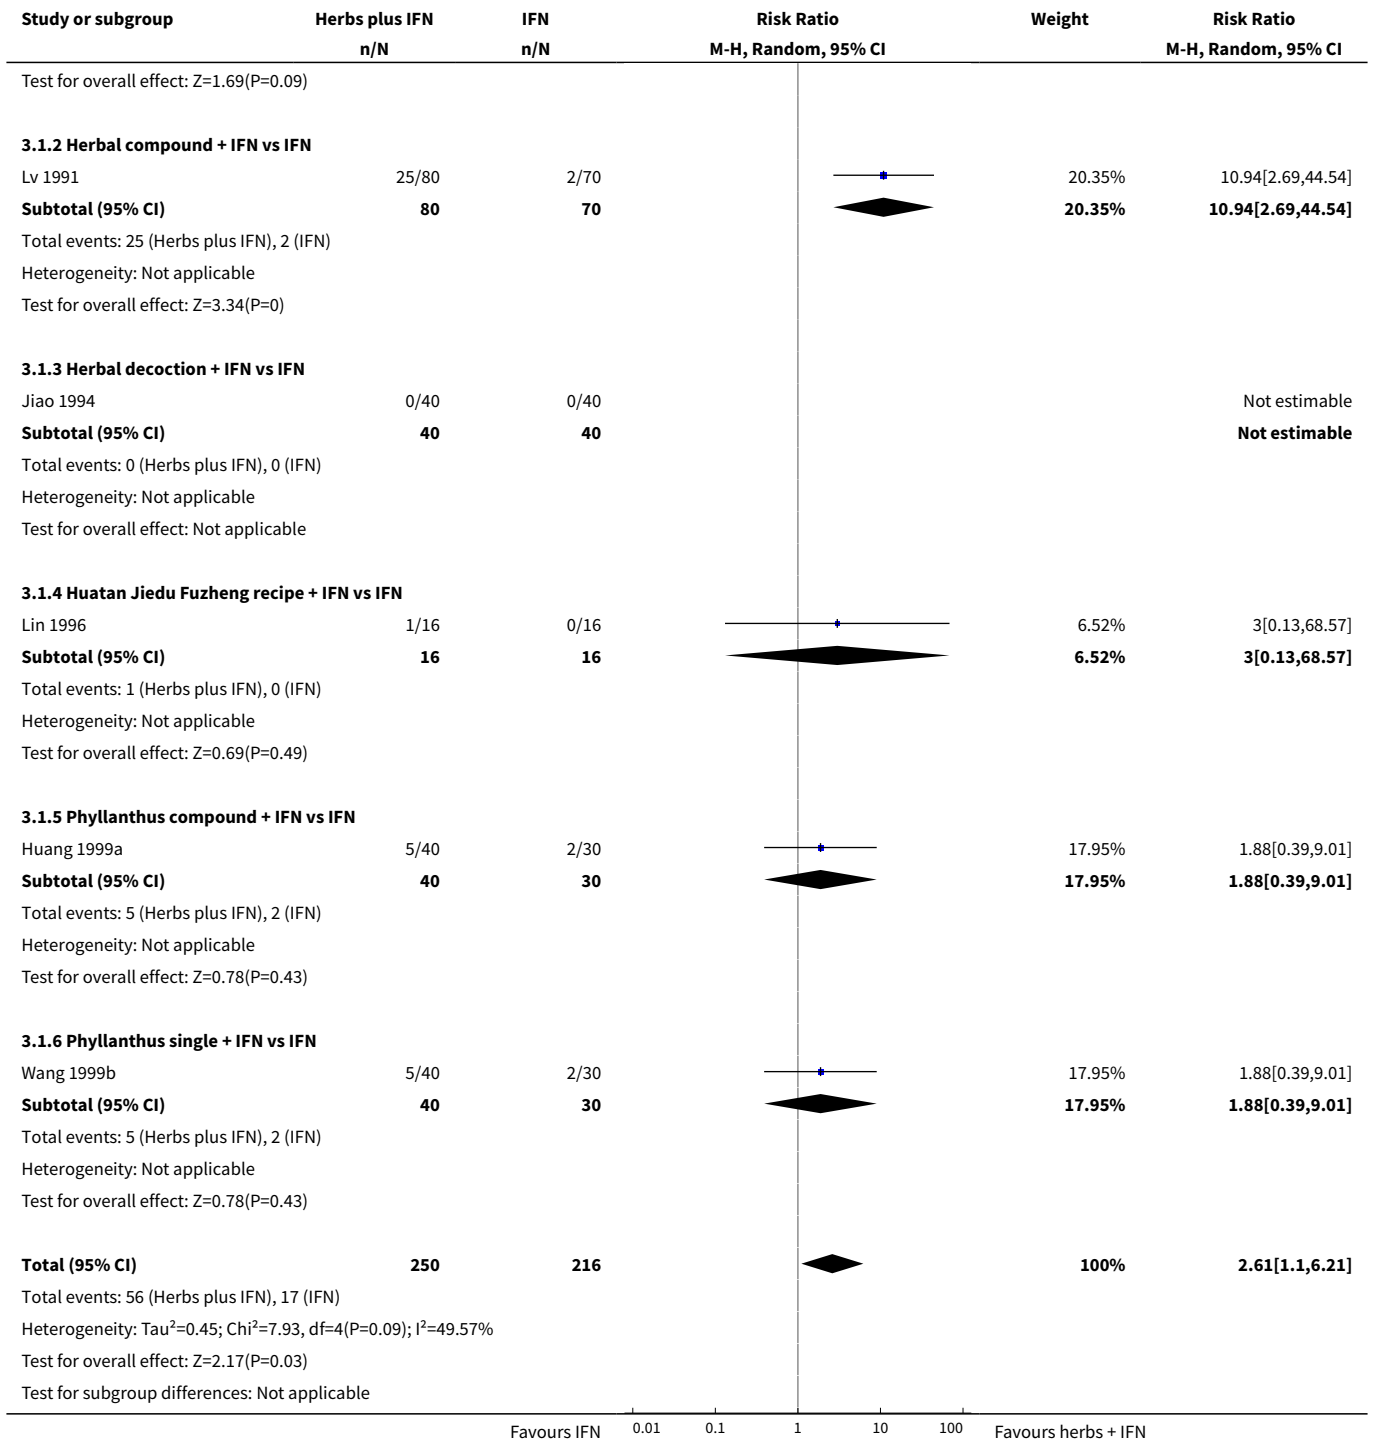 Study or subgroup Herbs plus IFN IFN Risk Ratio Weight Risk Ratio
n/N n/N M-H, Random, 95% CI M-H, Random, 95% CI
Test for overall effect: Z=1.69(P=0.09)
3.1.2 Herbal compound + IFN vs IFN
Lv 1991 25/80 2/70 20.35% 10.94[2.69,44.54]
Subtotal (95% CI) 80 70 20.35% 10.94[2.69,44.54]
Total events: 25 (Herbs plus IFN), 2 (IFN)
Heterogeneity: Not applicable
Test for overall effect: Z=3.34(P=0)
3.1.3 Herbal decoction + IFN vs IFN
Jiao 1994 0/40 0/40 Not estimable
Subtotal (95% CI) 40 40 Not estimable
Total events: 0 (Herbs plus IFN), 0 (IFN)
Heterogeneity: Not applicable
Test for overall effect: Not applicable
3.1.4 Huatan Jiedu Fuzheng recipe + IFN vs IFN
Lin 1996 1/16 0/16 6.52% 3[0.13,68.57]
Subtotal (95% CI) 16 16 6.52% 3[0.13,68.57]
Total events: 1 (Herbs plus IFN), 0 (IFN)
Heterogeneity: Not applicable
Test for overall effect: Z=0.69(P=0.49)
3.1.5 Phyllanthus compound + IFN vs IFN
Huang 1999a 5/40 2/30 17.95% 1.88[0.39,9.01]
Subtotal (95% CI) 40 30 17.95% 1.88[0.39,9.01]
Total events: 5 (Herbs plus IFN), 2 (IFN)
Heterogeneity: Not applicable
Test for overall effect: Z=0.78(P=0.43)
3.1.6 Phyllanthus single + IFN vs IFN
Wang 1999b 5/40 2/30 17.95% 1.88[0.39,9.01]
Subtotal (95% CI) 40 30 17.95% 1.88[0.39,9.01]
Total events: 5 (Herbs plus IFN), 2 (IFN)
Heterogeneity: Not applicable
Test for overall effect: Z=0.78(P=0.43)
Total (95% CI) 250 216 100% 2.61[1.1,6.21]
Total events: 56 (Herbs plus IFN), 17 (IFN)
Heterogeneity: Tau²=0.45; Chi²=7.93, df=4(P=0.09); I²=49.57%
Test for overall effect: Z=2.17(P=0.03)
Test for subgroup differences: Not applicable
Favours IFN 0.01 0.1 1 10 100 Favours herbs + IFN